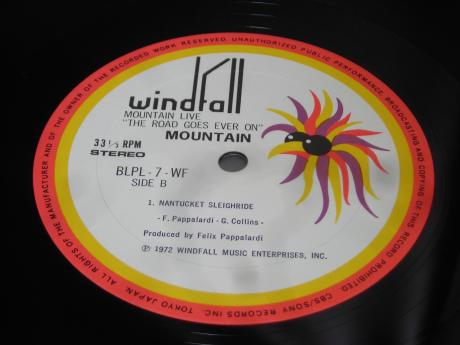 windfall
MOUNTAIN LIVE
"THE ROAD GOES EVER ON"
MOUNTAIN
33 1/3 RPM
STEREO
BLPL-7-WF
SIDE B
1. NANTUCKET SLEIGHRIDE
- F. Pappalardi - G. Collins -
Produced by Felix Pappalardi
Ⓟ 1972 WINDFALL MUSIC ENTERPRISES, INC.
ALL RIGHTS OF THE MANUFACTURER AND OF THE OWNER OF THE RECORDED WORK RESERVED. UNAUTHORIZED PUBLIC PERFORMANCE, BROADCASTING AND COPYING OF THIS RECORD PROHIBITED. CBS/SONY RECORDS INC. TOKYO JAPAN.